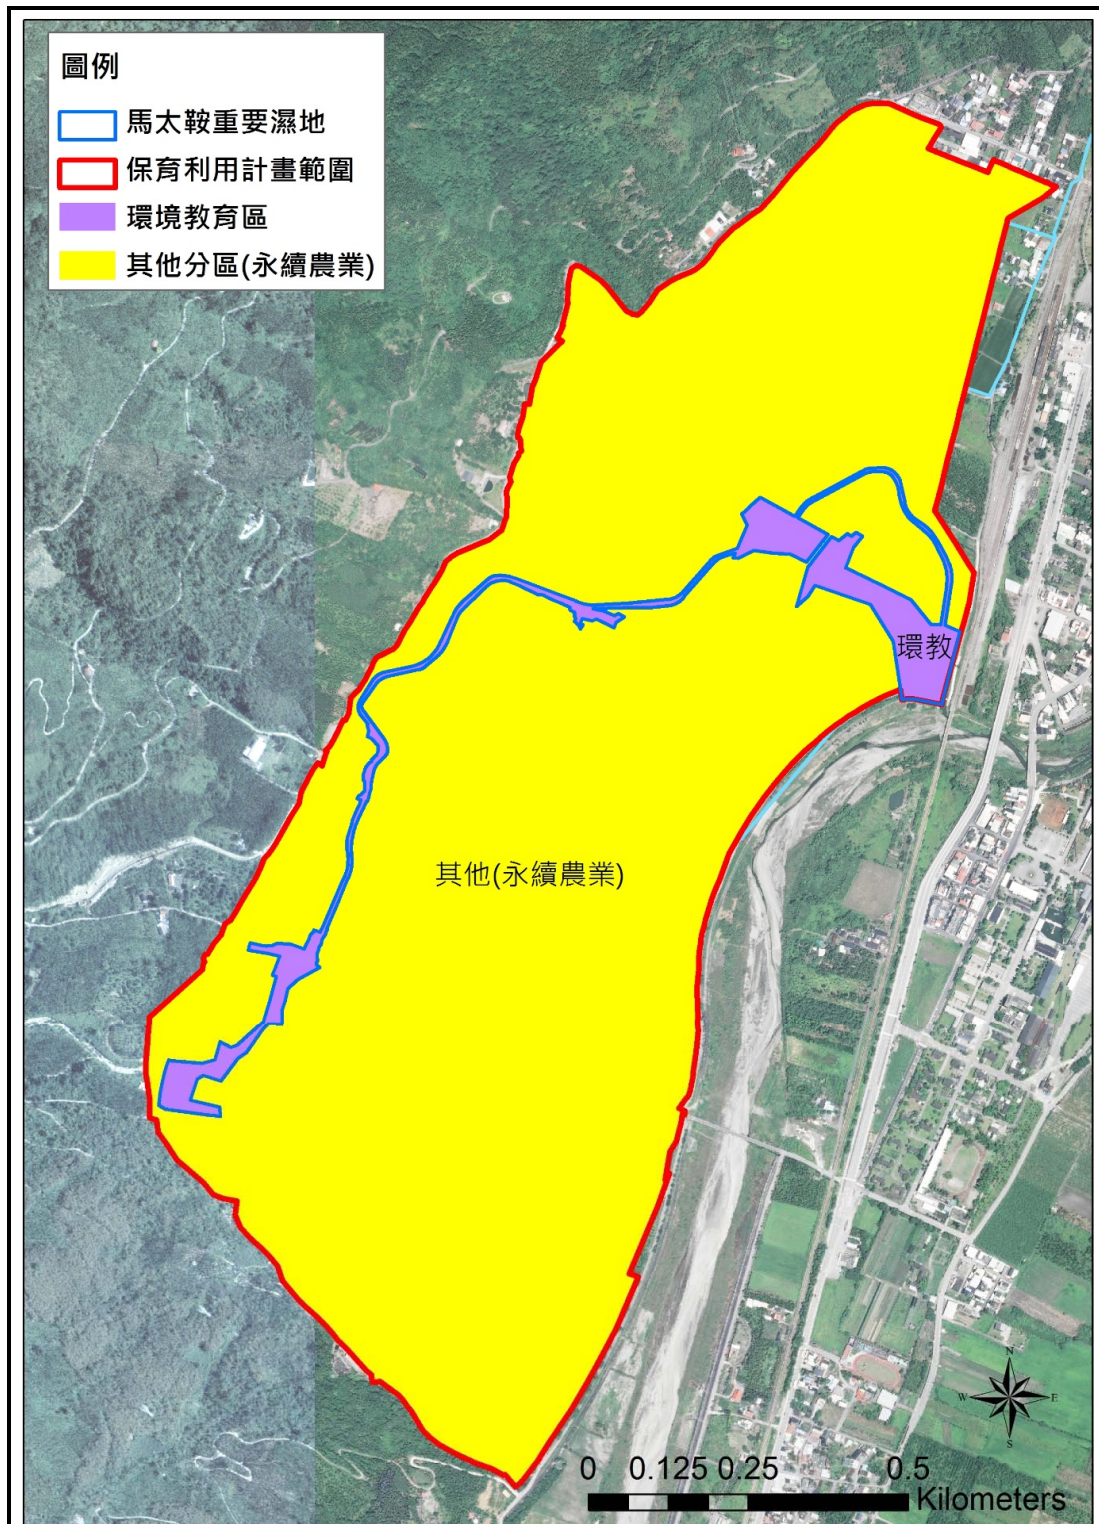 圖例
馬太鞍重要濕地
保育利用計畫範圍
環境教育區
其他分區(永續農業)
環教
其他(永續農業)
N
W E
S
0 0.125 0.25 0.5
Kilometers